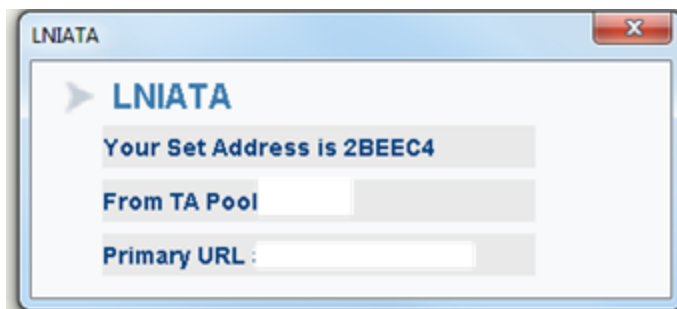 LNIATA
LNIATA
Your Set Address is 2BEEC4
From TA Pool
Primary URL :